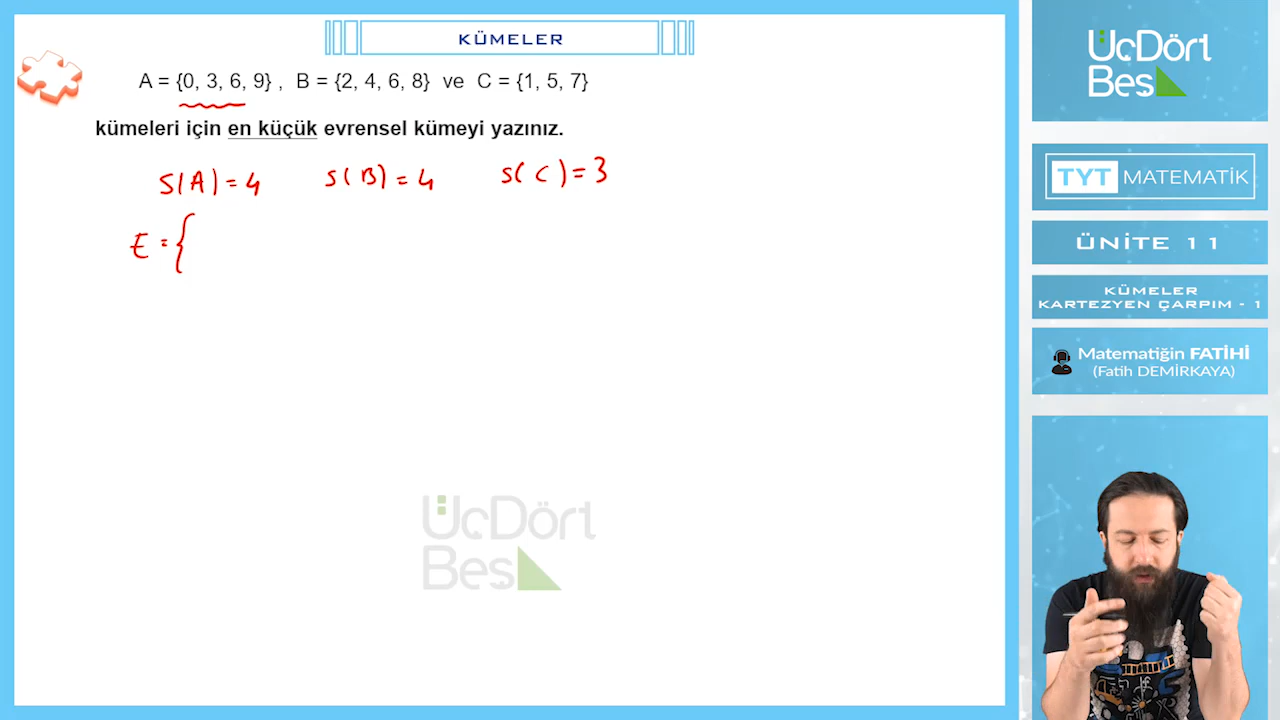 KÜMELER
A = {0, 3, 6, 9} , B = {2, 4, 6, 8} ve C = {1, 5, 7}
kümeleri için en küçük evrensel kümeyi yazınız.
S(A) = 4 s(B) = 4 s(C) = 3
E = {
ÜçDört
Beş
ÜçDört
Beş
TYT MATEMATİK
ÜNİTE 11
KÜMELER
KARTEZYEN ÇARPIM - 1
Matematiğin FATİHİ
(Fatih DEMİRKAYA)